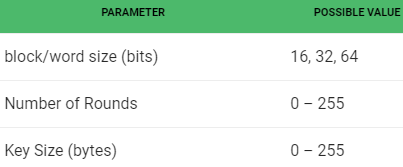 PARAMETER POSSIBLE VALUE
block/word size (bits) 16, 32, 64
Number of Rounds 0 – 255
Key Size (bytes) 0 – 255